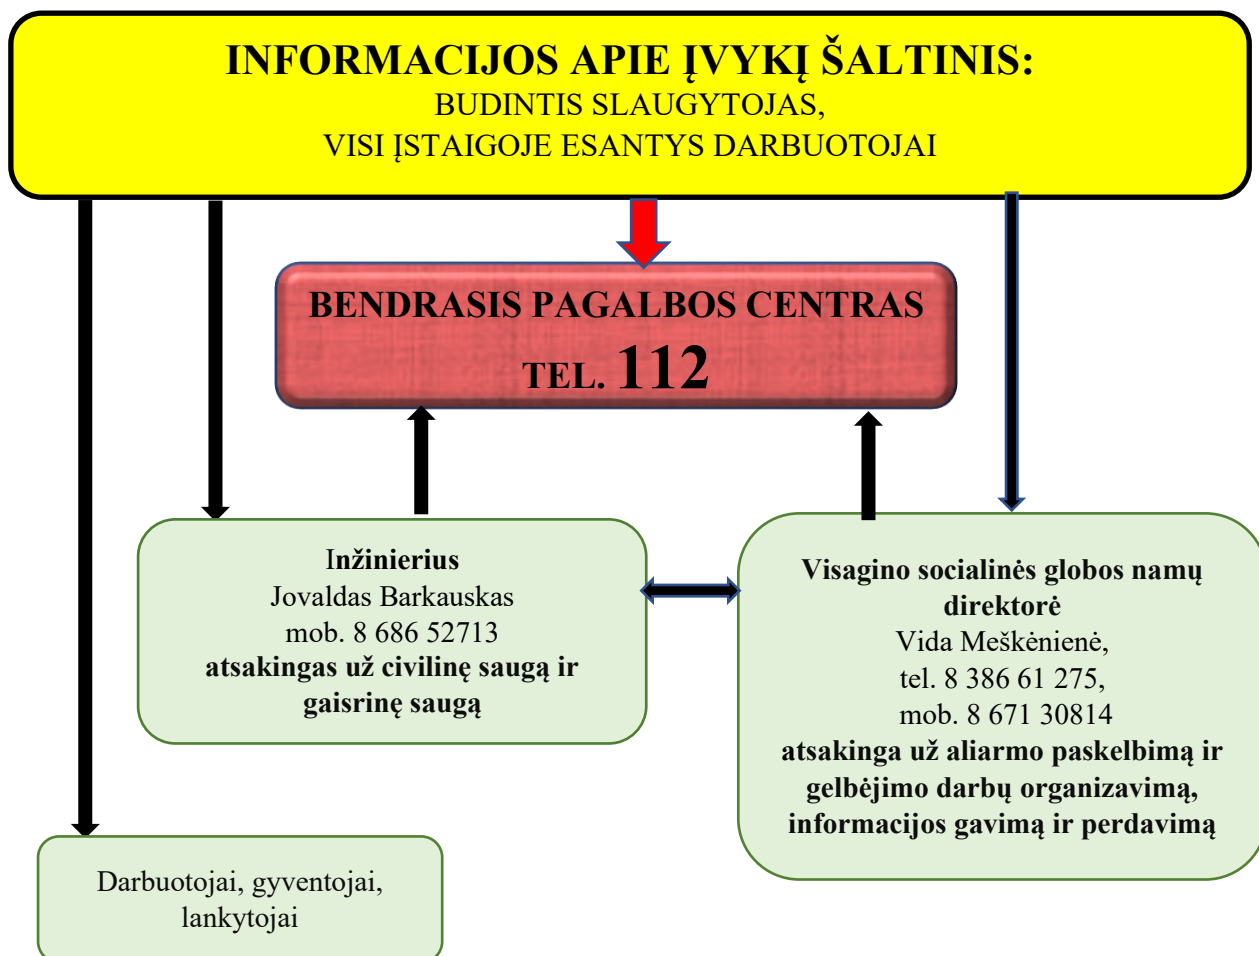 INFORMACIJOS APIE ĮVYKĮ ŠALTINIS:
BUDINTIS SLAUGYTOJAS,
VISI ĮSTAIGOJE ESANTYS DARBUOTOJAI
BENDRASIS PAGALBOS CENTRAS
TEL. 112
Inžinierius
Jovaldas Barkauskas
mob. 8 686 52713
atsakingas už civilinę saugą ir
gaisrinę saugą
Visagino socialinės globos namų
direktorė
Vida Meškėnienė,
tel. 8 386 61 275,
mob. 8 671 30814
atsakinga už aliarmo paskelbimą ir
gelbėjimo darbų organizavimą,
informacijos gavimą ir perdavimą
Darbuotojai, gyventojai,
lankytojai